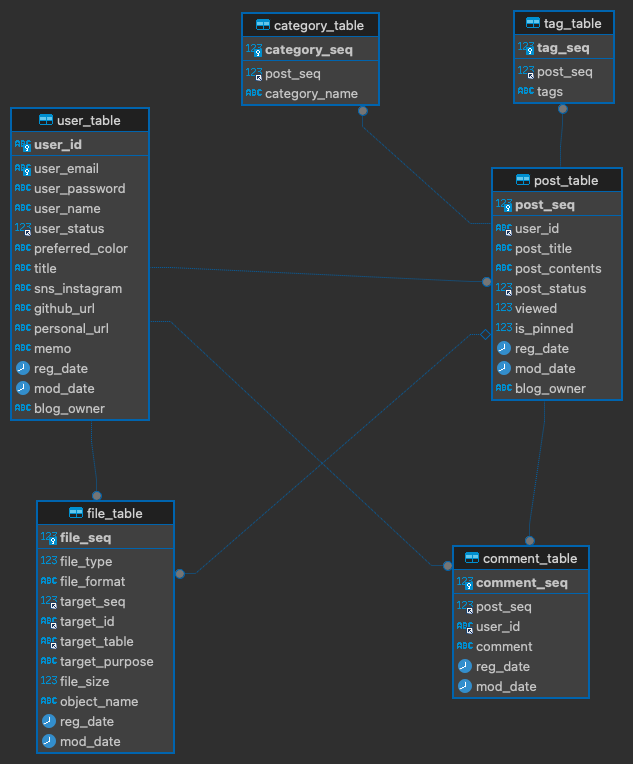 category_table
123 category_seq
123 post_seq
ABC category_name
tag_table
123 tag_seq
123 post_seq
ABC tags
user_table
ABC user_id
ABC user_email
ABC user_password
ABC user_name
123 user_status
ABC preferred_color
ABC title
ABC sns_instagram
ABC github_url
ABC personal_url
ABC memo
reg_date
mod_date
ABC blog_owner
post_table
123 post_seq
ABC user_id
ABC post_title
ABC post_contents
123 post_status
123 viewed
123 is_pinned
reg_date
mod_date
ABC blog_owner
file_table
123 file_seq
123 file_type
ABC file_format
123 target_seq
ABC target_id
ABC target_table
ABC target_purpose
123 file_size
ABC object_name
reg_date
mod_date
comment_table
123 comment_seq
123 post_seq
ABC user_id
ABC comment
reg_date
mod_date